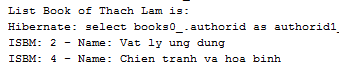 List Book of Thach Lam is:
Hibernate: select books0_.authorid as authorid1_
ISBM: 2 - Name: Vat ly ung dung
ISBM: 4 - Name: Chien tranh va hoa binh